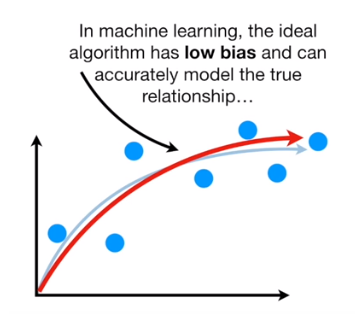 In machine learning, the ideal
algorithm has low bias and can
accurately model the true
relationship…